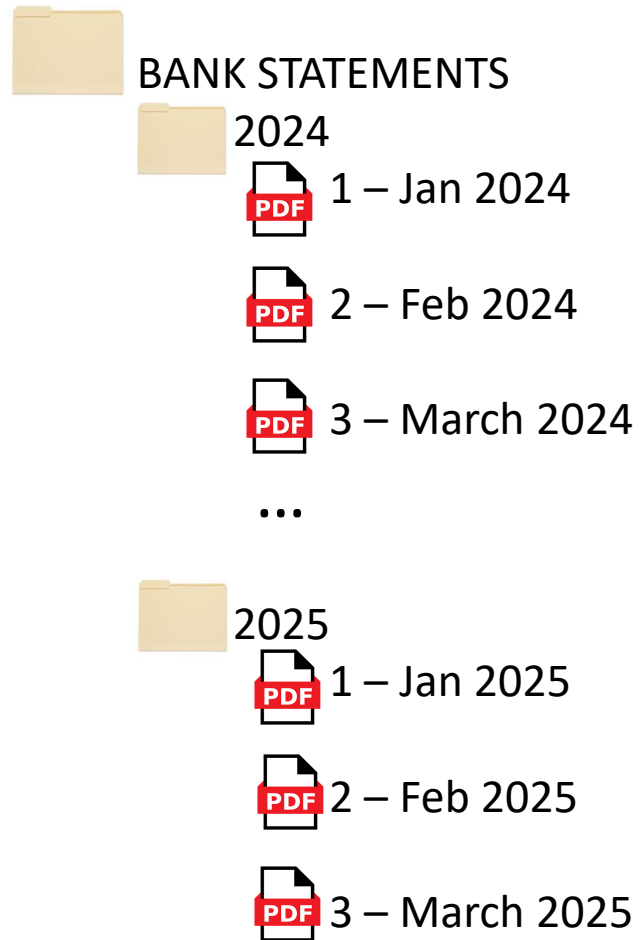 BANK STATEMENTS
2024
PDF 1 – Jan 2024
PDF 2 – Feb 2024
PDF 3 – March 2024
...
2025
PDF 1 – Jan 2025
PDF 2 – Feb 2025
PDF 3 – March 2025